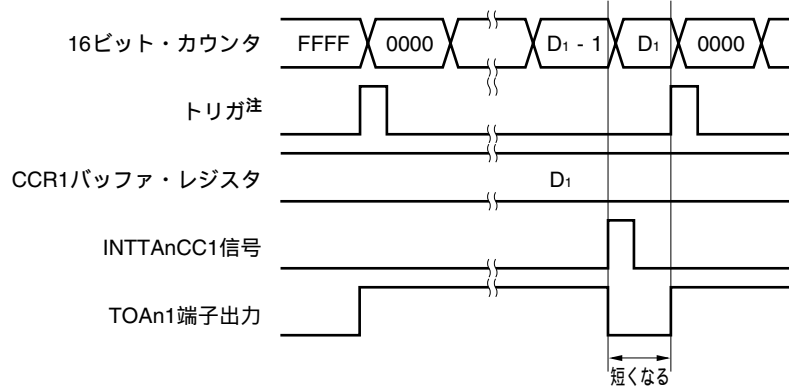 16ビット・カウンタ FFFF 0000 D1 - 1 D1 0000
トリガ注
CCR1バッファ・レジスタ D1
INTTAnCC1信号
TOAn1端子出力
短くなる